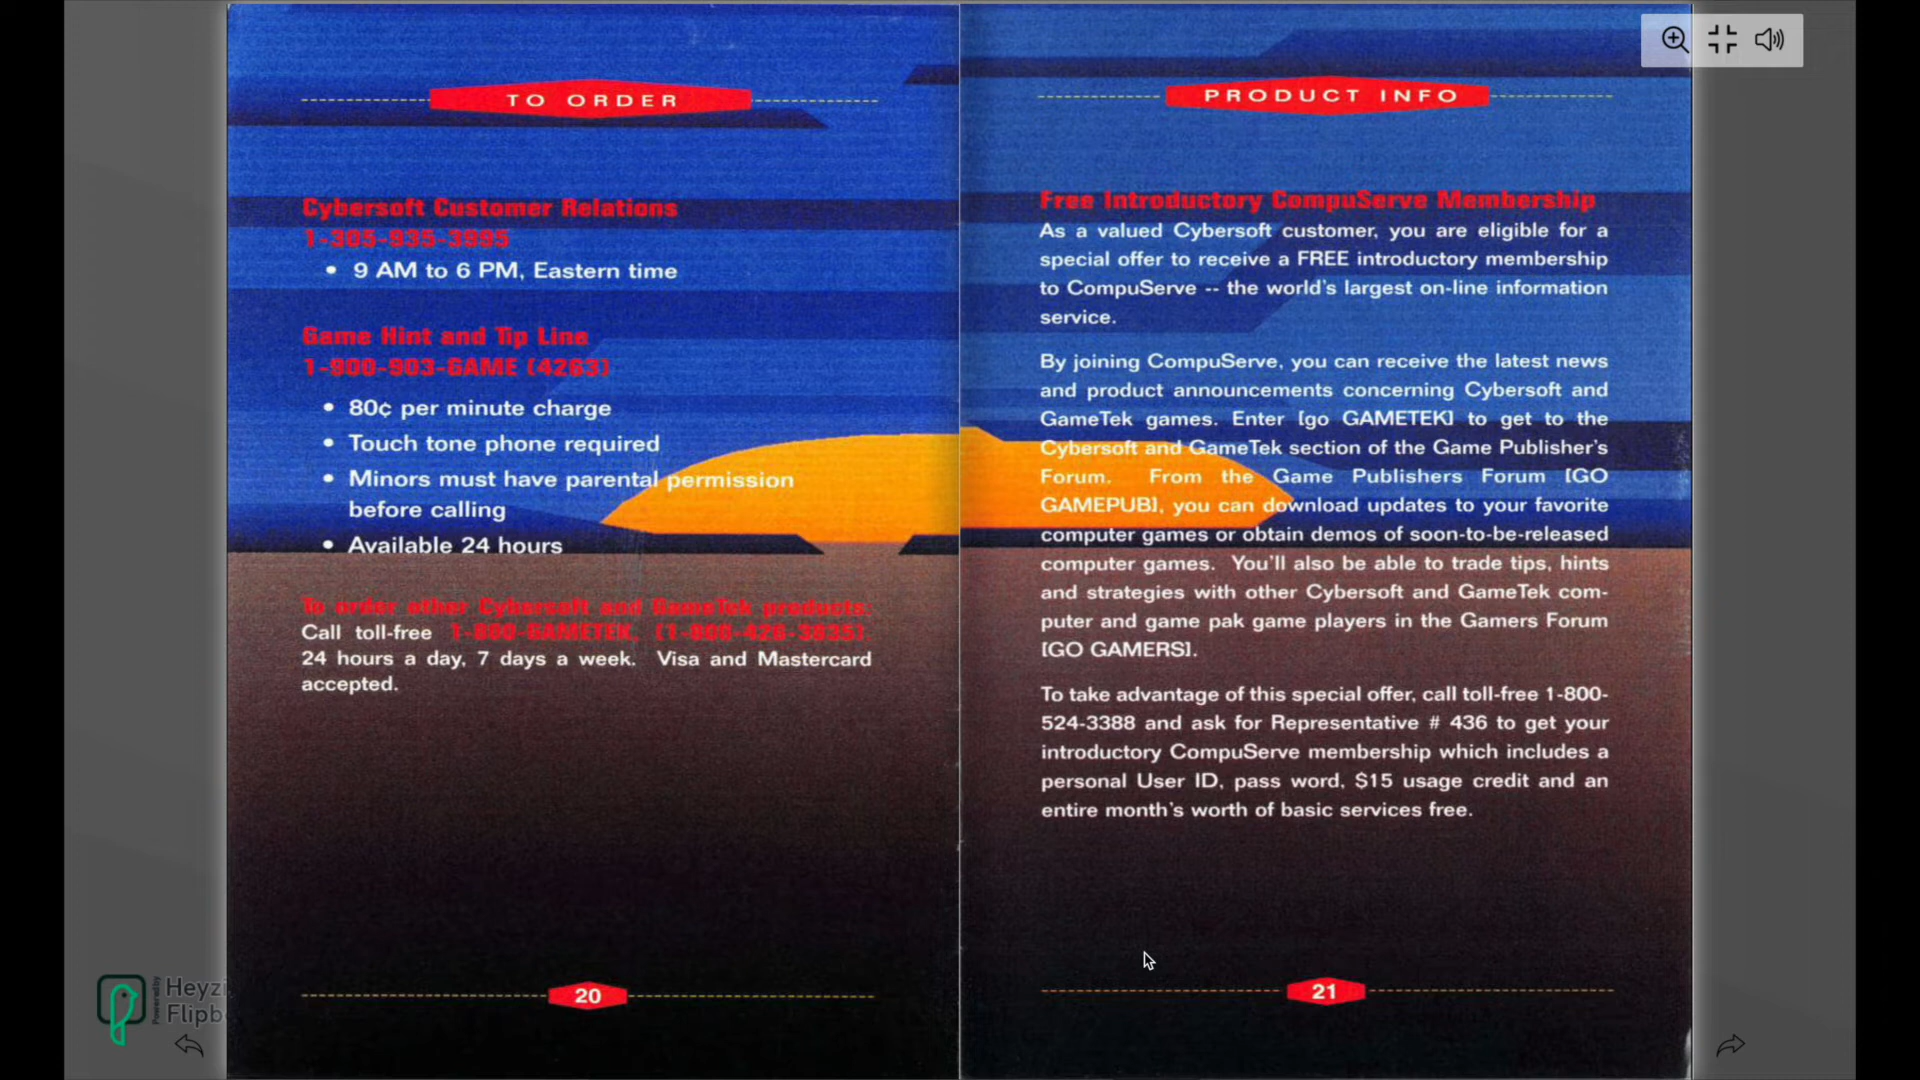 TO ORDER
Cybersoft Customer Relations
1-305-935-3995
• 9 AM to 6 PM, Eastern time
Game Hint and Tip Line
1-900-903-GAME (4263)
• 80¢ per minute charge
• Touch tone phone required
• Minors must have parental permission
before calling
• Available 24 hours
To order other Cybersoft and GameTek products:
Call toll-free 1-800-GAMETEK, (1-800-426-3835).
24 hours a day, 7 days a week. Visa and Mastercard
accepted.
20
PRODUCT INFO
Free Introductory CompuServe Membership
As a valued Cybersoft customer, you are eligible for a
special offer to receive a FREE introductory membership
to CompuServe -- the world's largest on-line information
service.
By joining CompuServe, you can receive the latest news
and product announcements concerning Cybersoft and
GameTek games. Enter [go GAMETEK] to get to the
Cybersoft and GameTek section of the Game Publisher's
Forum. From the Game Publishers Forum [GO
GAMEPUB], you can download updates to your favorite
computer games or obtain demos of soon-to-be-released
computer games. You'll also be able to trade tips, hints
and strategies with other Cybersoft and GameTek com-
puter and game pak game players in the Gamers Forum
[GO GAMERS].
To take advantage of this special offer, call toll-free 1-800-
524-3388 and ask for Representative # 436 to get your
introductory CompuServe membership which includes a
personal User ID, pass word, $15 usage credit and an
entire month's worth of basic services free.
21
Powered by
Heyzi
Flipb